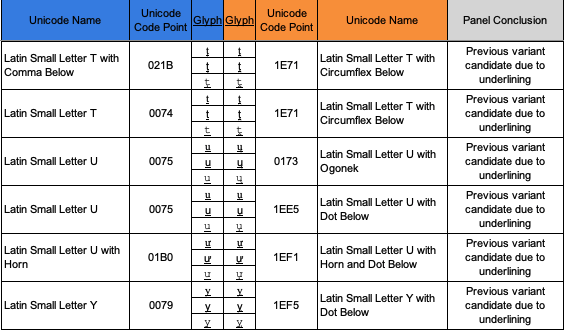 Unicode Name Unicode Code Point Glyph Glyph Unicode Code Point Unicode Name Panel Conclusion
Latin Small Letter T with Comma Below 021B ț ṱ 1E71 Latin Small Letter T with Circumflex Below Previous variant candidate due to underlining
ț ṱ
ț ṱ
Latin Small Letter T 0074 t ṱ 1E71 Latin Small Letter T with Circumflex Below Previous variant candidate due to underlining
t ṱ
t ṱ
Latin Small Letter U 0075 u ų 0173 Latin Small Letter U with Ogonek Previous variant candidate due to underlining
u ų
u ų
Latin Small Letter U 0075 u ụ 1EE5 Latin Small Letter U with Dot Below Previous variant candidate due to underlining
u ụ
u ụ
Latin Small Letter U with Horn 01B0 ư ự 1EF1 Latin Small Letter U with Horn and Dot Below Previous variant candidate due to underlining
ư ự
ư ự
Latin Small Letter Y 0079 y ỵ 1EF5 Latin Small Letter Y with Dot Below Previous variant candidate due to underlining
y ỵ
y ỵ